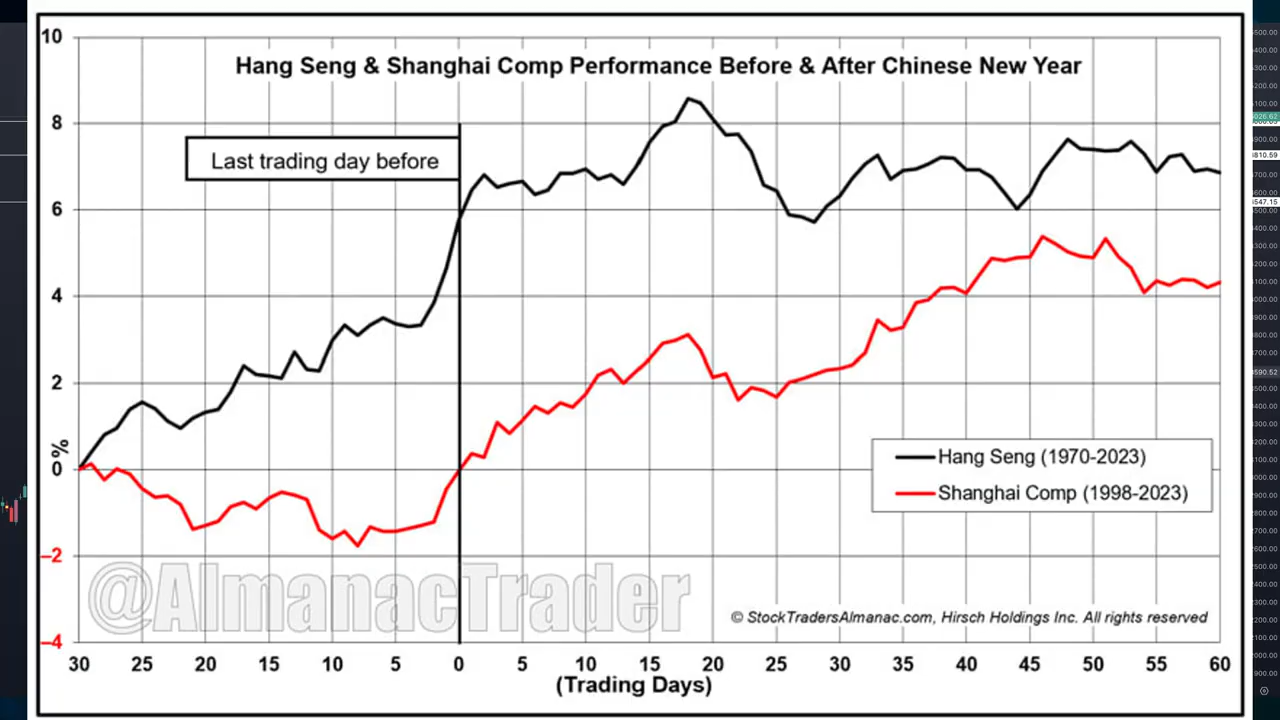 Hang Seng & Shanghai Comp Performance Before & After Chinese New Year
Last trading day before
10
8
6
4
2
0
–2
–4
%
Hang Seng (1970-2023)
Shanghai Comp (1998-2023)
@AlmanacTrader
© StockTradersAlmanac.com, Hirsch Holdings Inc. All rights reserved
30 25 20 15 10 5 0 5 10 15 20 25 30 35 40 45 50 55 60
(Trading Days)